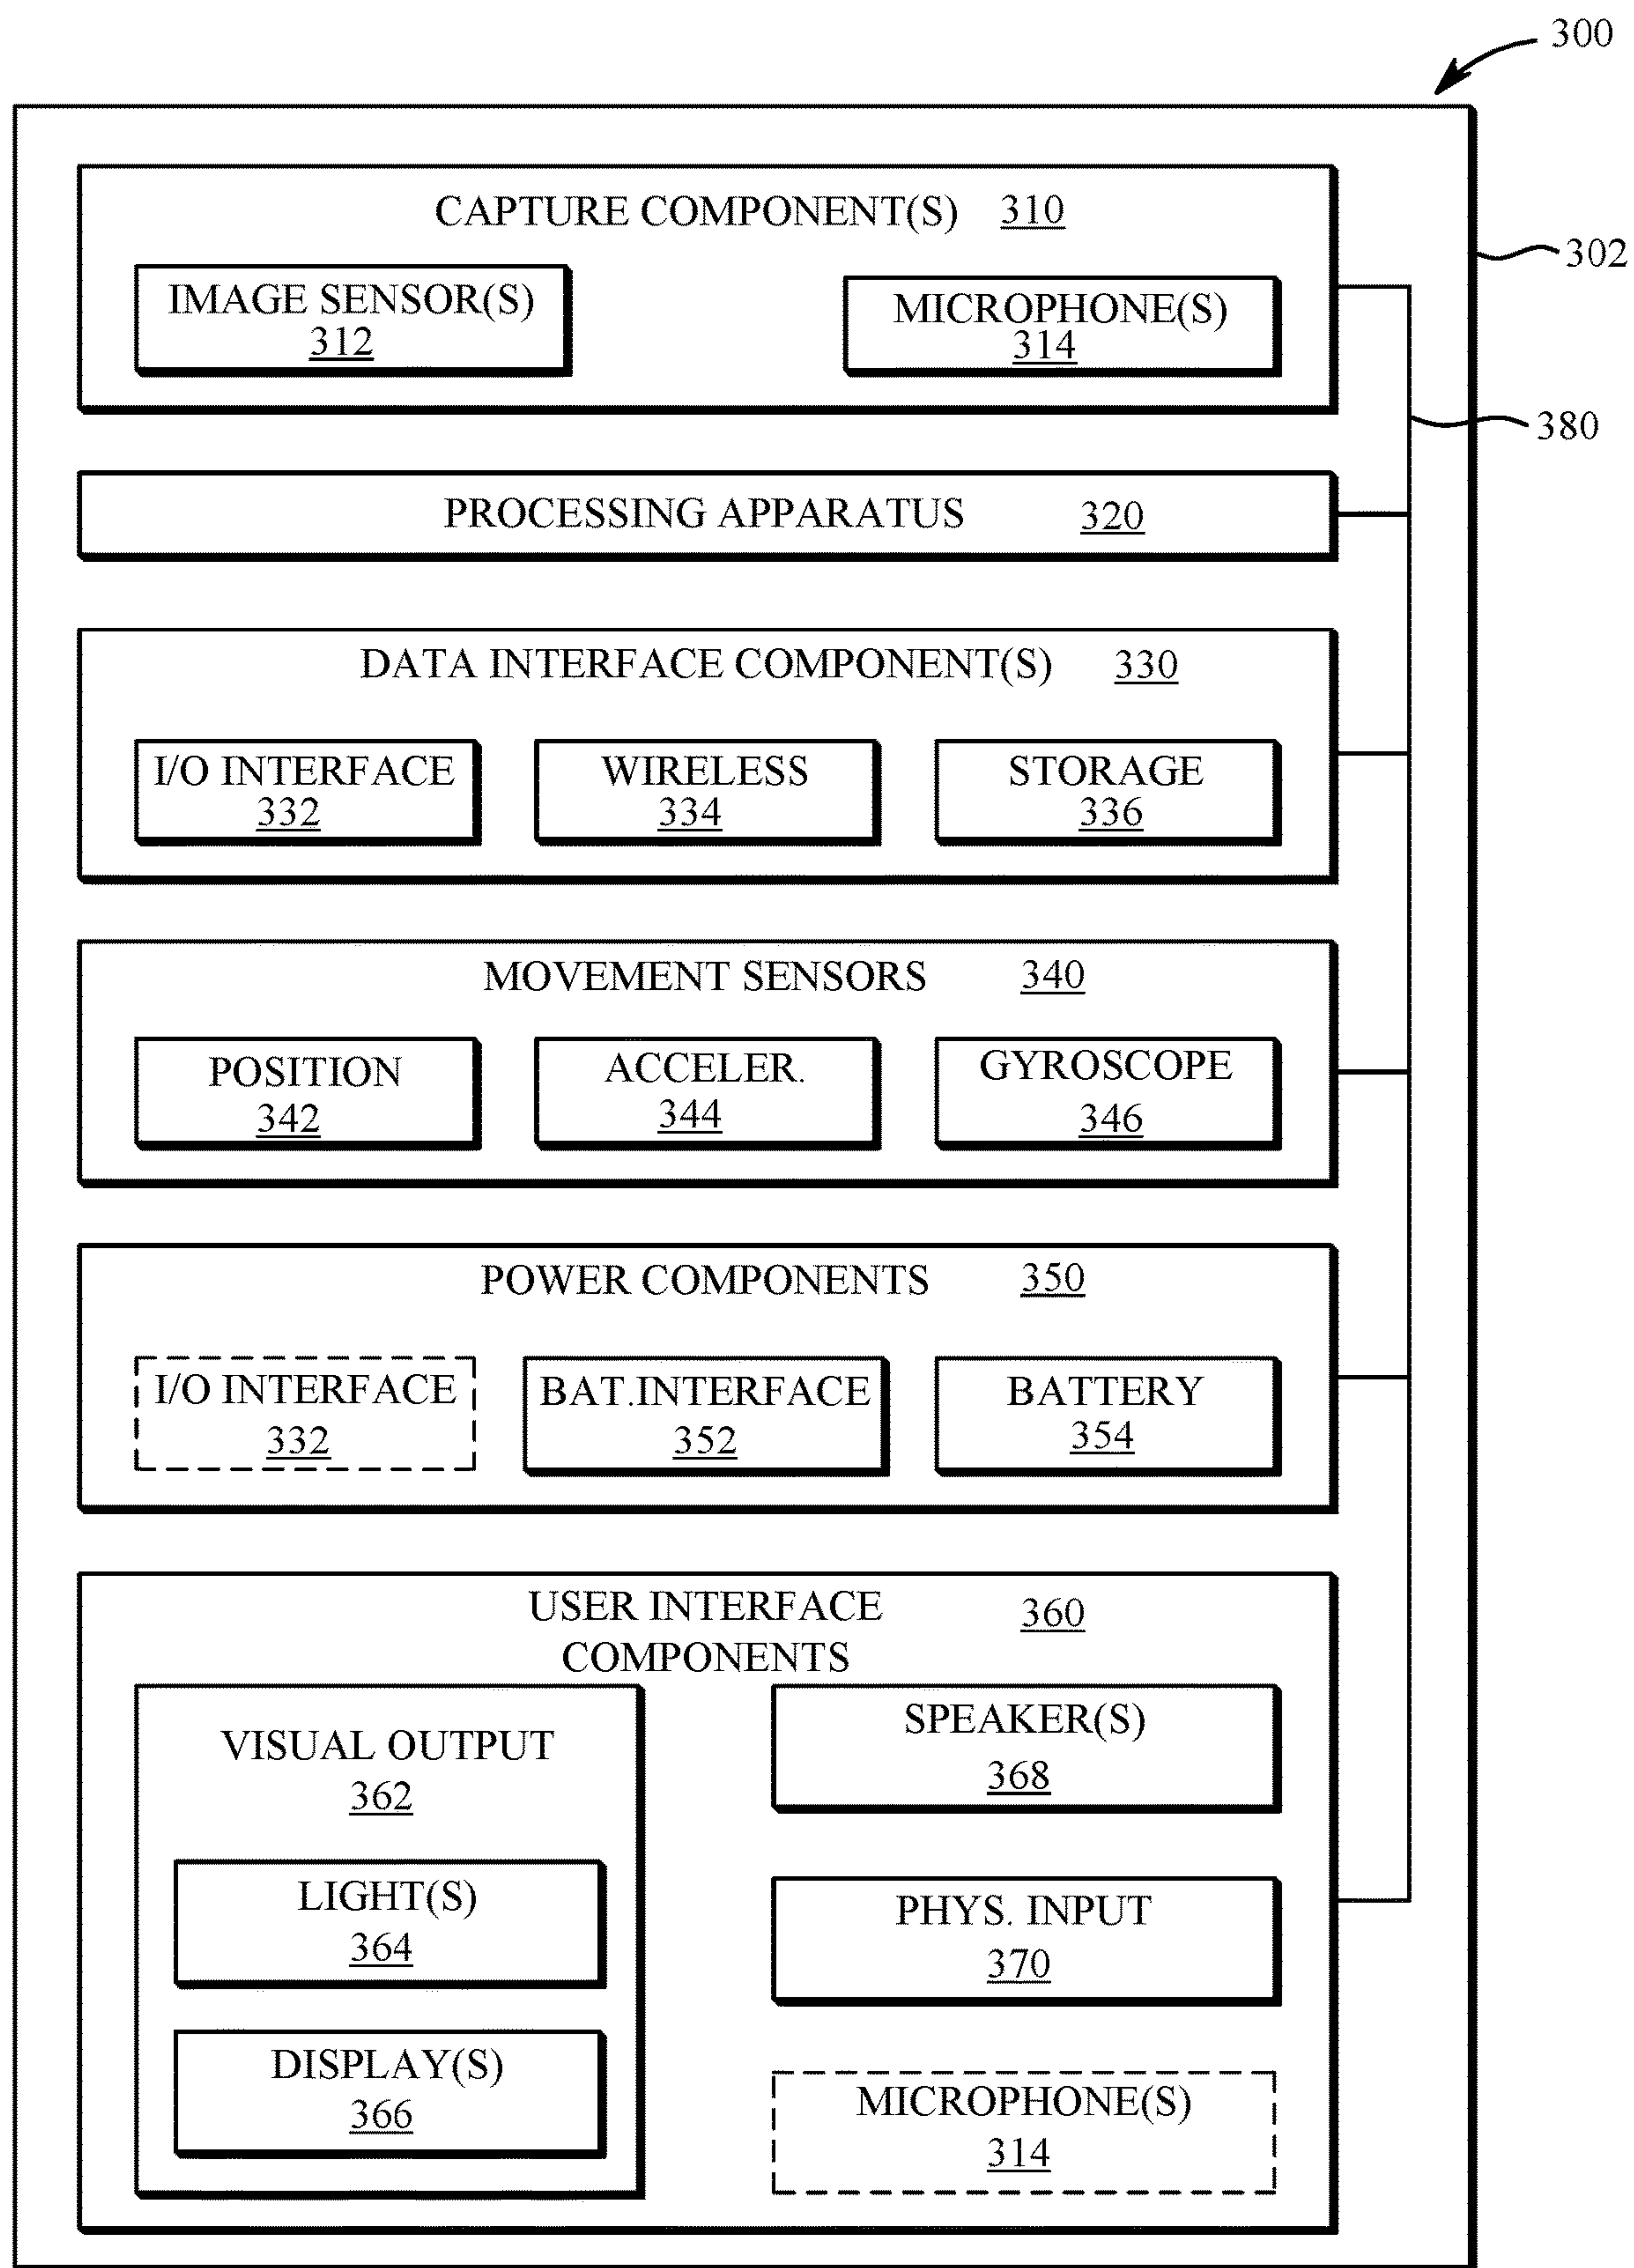 300
CAPTURE COMPONENT(S) 310
302
IMAGE SENSOR(S)
312
MICROPHONE(S)
314
380
PROCESSING APPARATUS 320
DATA INTERFACE COMPONENT(S) 330
I/O INTERFACE
332
WIRELESS
334
STORAGE
336
MOVEMENT SENSORS 340
POSITION
342
ACCELER.
344
GYROSCOPE
346
POWER COMPONENTS 350
I/O INTERFACE
332
BAT.INTERFACE
352
BATTERY
354
USER INTERFACE 360
COMPONENTS
VISUAL OUTPUT
362
LIGHT(S)
364
DISPLAY(S)
366
SPEAKER(S)
368
PHYS. INPUT
370
MICROPHONE(S)
314